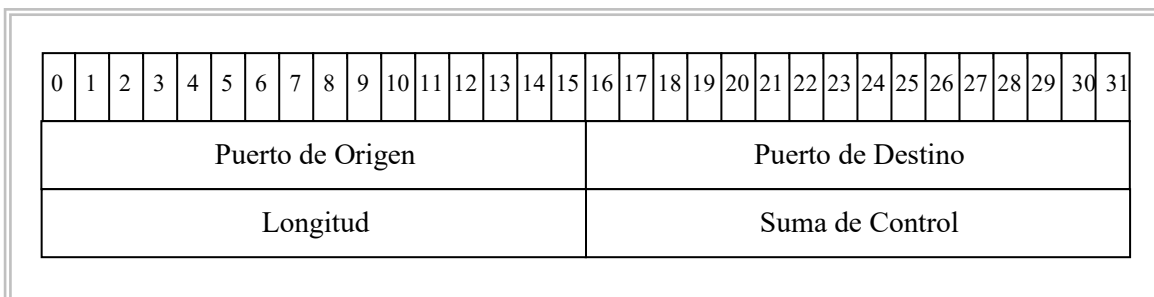 0 1 2 3 4 5 6 7 8 9 10 11 12 13 14 15 16 17 18 19 20 21 22 23 24 25 26 27 28 29 30 31
Puerto de Origen Puerto de Destino
Longitud Suma de Control